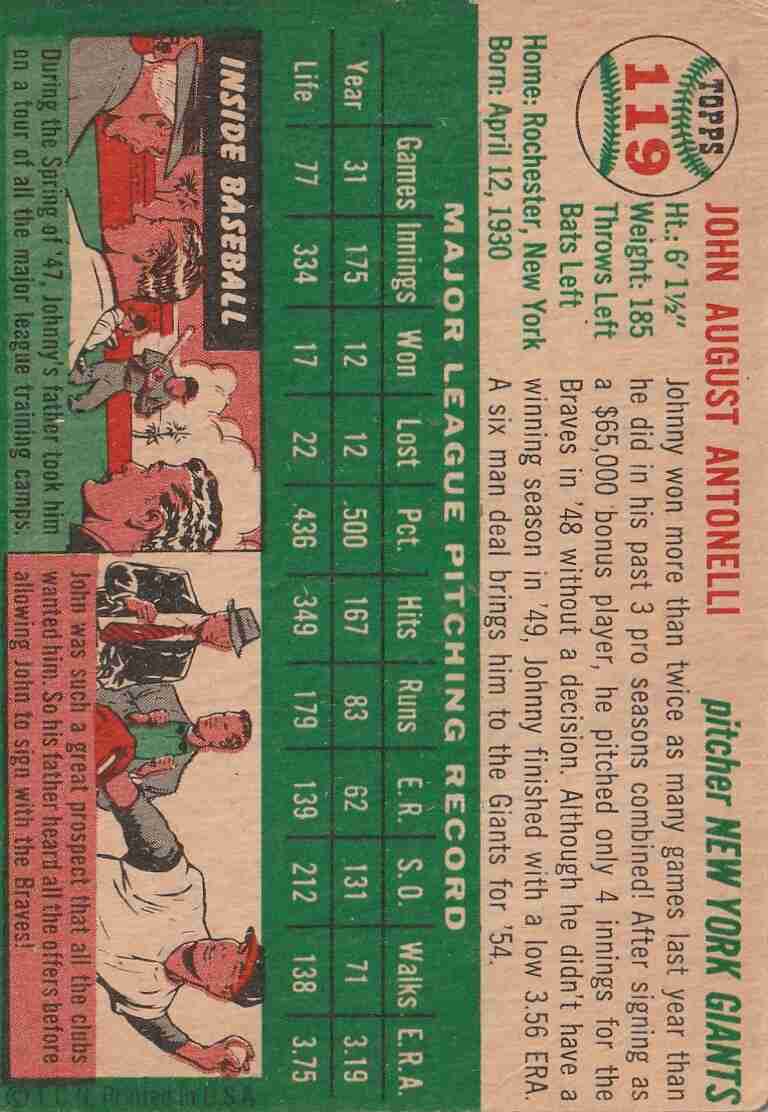 TOPPS
119
JOHN AUGUST ANTONELLI pitcher NEW YORK GIANTS
Ht.: 6' 1½"
Weight: 185
Throws Left
Bats Left
Home: Rochester, New York
Born: April 12, 1930
Johnny won more than twice as many games last year than
he did in his past 3 pro seasons combined! After signing as
a $65,000 bonus player, he pitched only 4 innings for the
Braves in '48 without a decision. Although he didn't have a
winning season in '49, Johnny finished with a low 3.56 ERA.
A six man deal brings him to the Giants for '54.
MAJOR LEAGUE PITCHING RECORD
Games Innings Won Lost Pct. Hits Runs E.R. S.O. Walks E.R.A.
Year 31 175 12 12 .500 167 83 62 131 71 3.19
Life 77 334 17 22 .436 349 179 139 212 138 3.75
INSIDE BASEBALL
During the Spring of '47, Johnny's father took him
on a tour of all the major league training camps.
John was such a great prospect that all the clubs
wanted him. So his father heard all the offers before
allowing John to sign with the Braves!
© T.C.G. Printed in U.S.A.